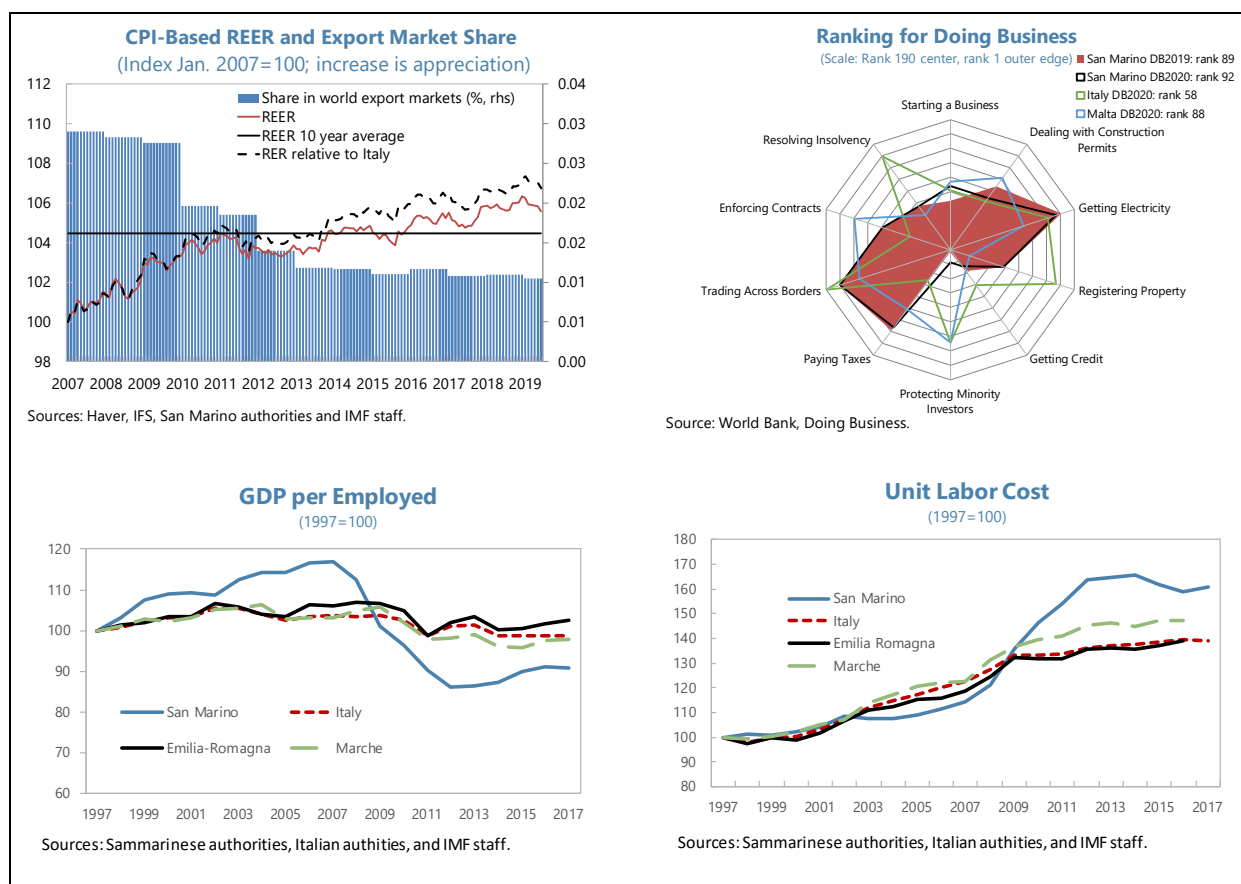 CPI-Based REER and Export Market Share
(Index Jan. 2007=100; increase is appreciation)
112
110
108
106
104
102
100
98
0.04
0.03
0.03
0.02
0.02
0.01
0.01
0.00
Share in world export markets (%, rhs)
REER
REER 10 year average
RER relative to Italy
2007 2008 2009 2010 2011 2012 2013 2014 2015 2016 2017 2018 2019
Sources: Haver, IFS, San Marino authorities and IMF staff.
Ranking for Doing Business
(Scale: Rank 190 center, rank 1 outer edge)
San Marino DB2019: rank 89
San Marino DB2020: rank 92
Italy DB2020: rank 58
Malta DB2020: rank 88
Starting a Business
Dealing with Construction
Permits
Getting Electricity
Registering Property
Getting Credit
Protecting Minority
Investors
Paying Taxes
Trading Across Borders
Enforcing Contracts
Resolving Insolvency
Source: World Bank, Doing Business.
GDP per Employed
(1997=100)
120
110
100
90
80
70
60
San Marino
Italy
Emilia-Romagna
Marche
1997 1999 2001 2003 2005 2007 2009 2011 2013 2015 2017
Sources: Sammarinese authorities, Italian authities, and IMF staff.
Unit Labor Cost
(1997=100)
180
170
160
150
140
130
120
110
100
90
80
San Marino
Italy
Emilia Romagna
Marche
1997 1999 2001 2003 2005 2007 2009 2011 2013 2015 2017
Sources: Sammarinese authorities, Italian authities, and IMF staff.